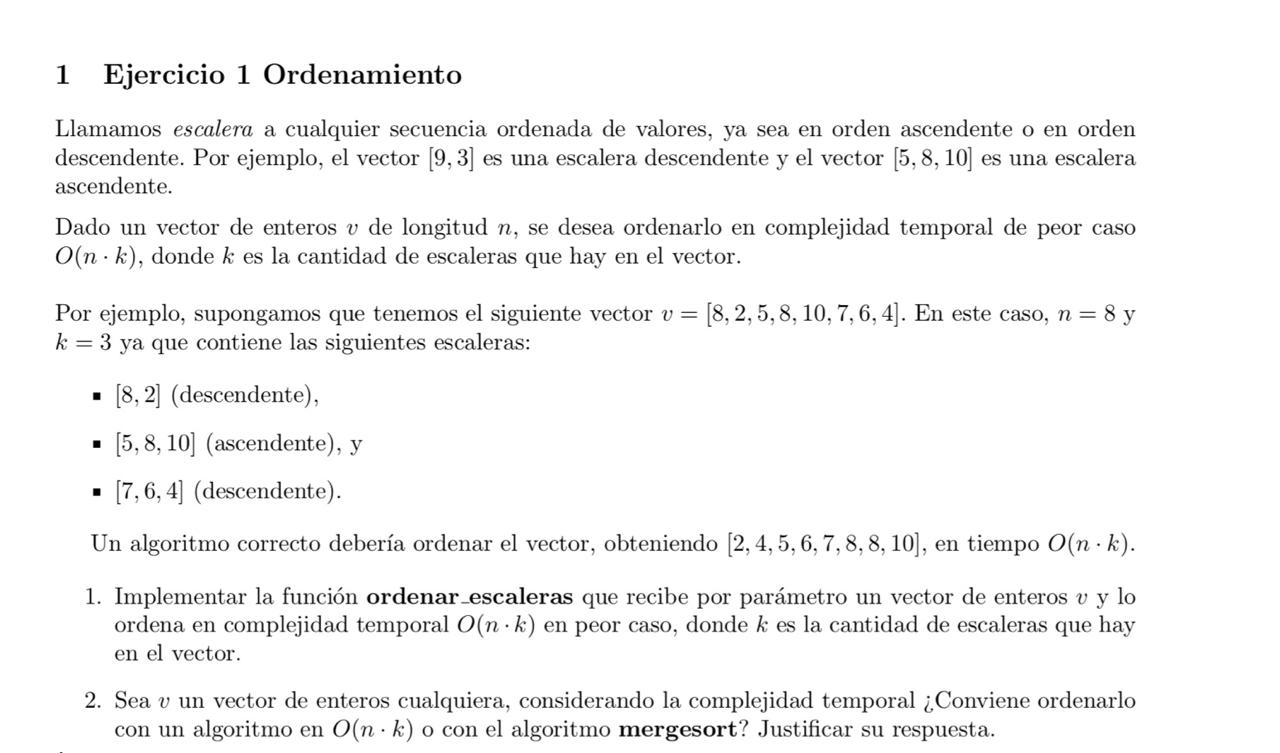 1 Ejercicio 1 Ordenamiento
Llamamos escalera a cualquier secuencia ordenada de valores, ya sea en orden ascendente o en orden
descendente. Por ejemplo, el vector [9, 3] es una escalera descendente y el vector [5, 8, 10] es una escalera
ascendente.
Dado un vector de enteros v de longitud n, se desea ordenarlo en complejidad temporal de peor caso
O(n · k), donde k es la cantidad de escaleras que hay en el vector.
Por ejemplo, supongamos que tenemos el siguiente vector v = [8, 2, 5, 8, 10, 7, 6, 4]. En este caso, n = 8 y
k = 3 ya que contiene las siguientes escaleras:
▪ [8, 2] (descendente),
▪ [5, 8, 10] (ascendente), y
▪ [7, 6, 4] (descendente).
Un algoritmo correcto debería ordenar el vector, obteniendo [2, 4, 5, 6, 7, 8, 8, 10], en tiempo O(n · k).
1. Implementar la función ordenar_escaleras que recibe por parámetro un vector de enteros v y lo
ordena en complejidad temporal O(n · k) en peor caso, donde k es la cantidad de escaleras que hay
en el vector.
2. Sea v un vector de enteros cualquiera, considerando la complejidad temporal ¿Conviene ordenarlo
con un algoritmo en O(n · k) o con el algoritmo mergesort? Justificar su respuesta.